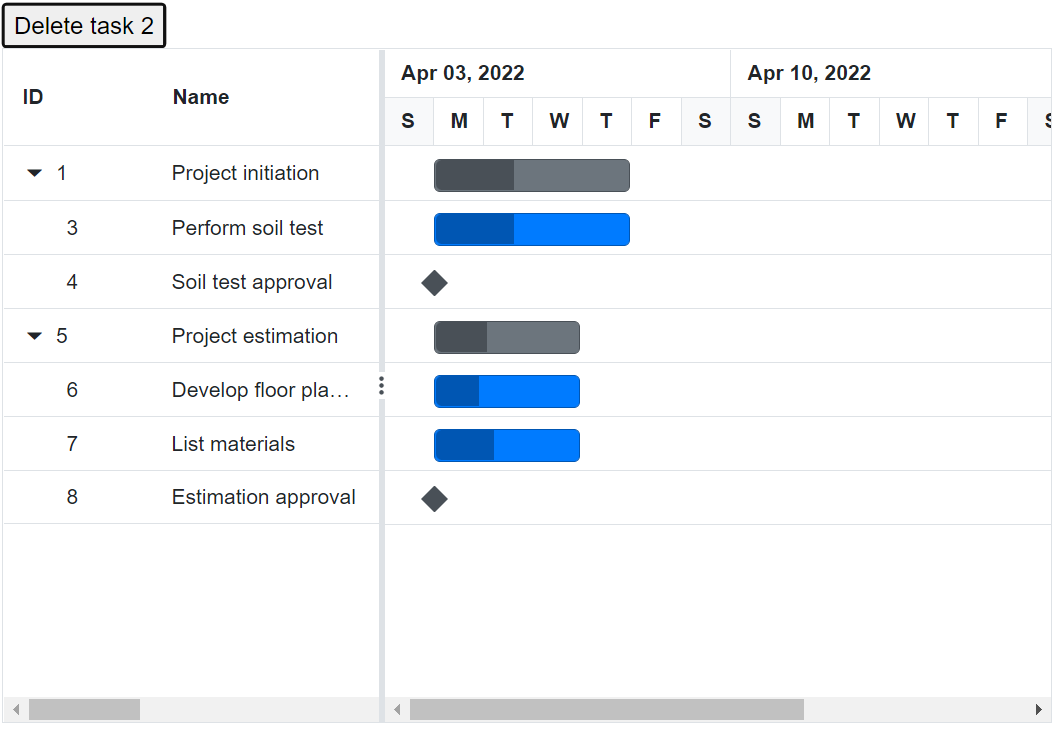 Delete task 2
ID Name
Apr 03, 2022 Apr 10, 2022
S M T W T F S S M T W T F S
1 Project initiation
3 Perform soil test
4 Soil test approval
5 Project estimation
6 Develop floor pla…
7 List materials
8 Estimation approval